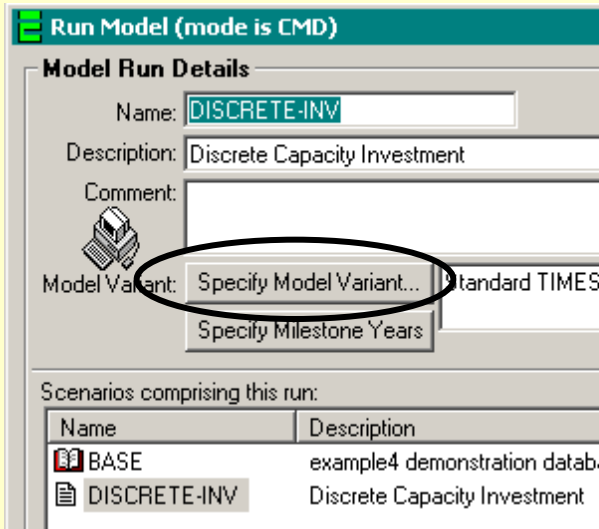 Run Model (mode is CMD)
Model Run Details
Name: DISCRETE-INV
Description: Discrete Capacity Investment
Comment:
Model Variant: Specify Model Variant... Standard TIMES
Specify Milestone Years
Scenarios comprising this run:
Name Description
BASE example4 demonstration datab
DISCRETE-INV Discrete Capacity Investment